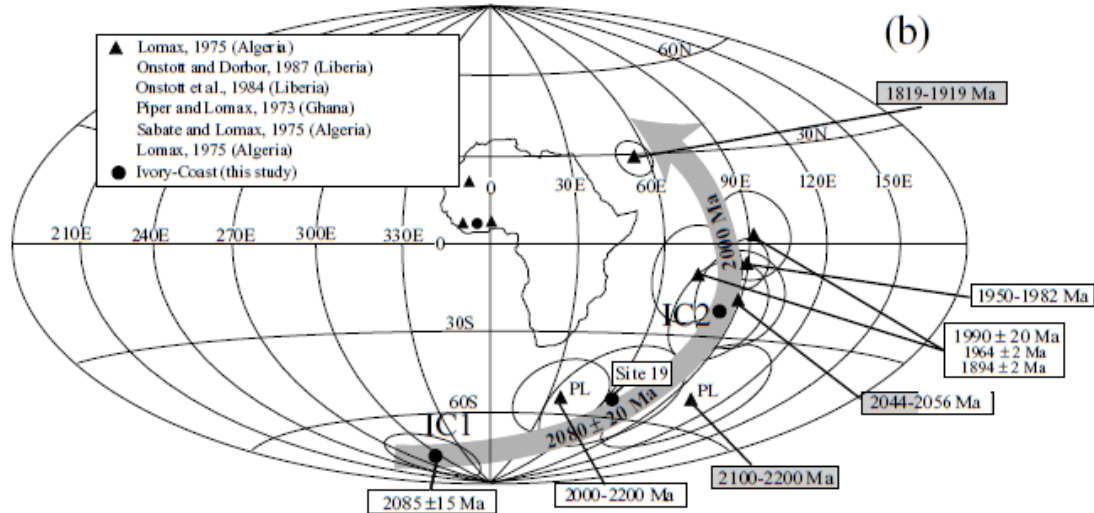 (b)
▲ Lomax, 1975 (Algeria)
Onstott and Dorbor, 1987 (Liberia)
Onstott et al., 1984 (Liberia)
Piper and Lomax, 1973 (Ghana)
Sabate and Lomax, 1975 (Algeria)
Lomax, 1975 (Algeria)
● Ivory-Coast (this study)
60N
1819-1919 Ma
30N
0 30E 60E 90E 120E 150E
210E 240E 270E 300E 330E
0
2000 Ma
1950-1982 Ma
IC2
30S
1990 ± 20 Ma
1964 ± 2 Ma
1894 ± 2 Ma
Site 19
PL
PL
2044-2056 Ma
60S
2080 ± 20 Ma
IC1
2100-2200 Ma
2085 ±15 Ma
2000-2200 Ma